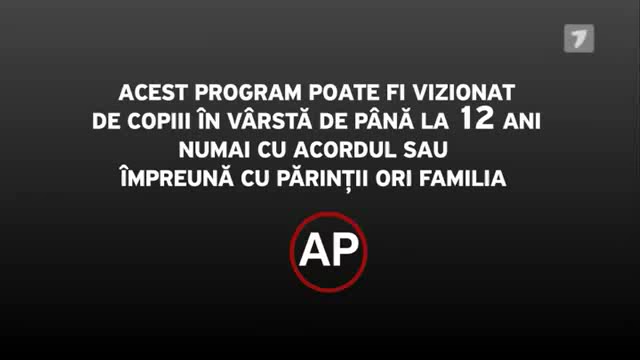 7
ACEST PROGRAM POATE FI VIZIONAT
DE COPIII ÎN VÂRSTĂ DE PÂNĂ LA 12 ANI
NUMAI CU ACORDUL SAU
ÎMPREUNĂ CU PĂRINȚII ORI FAMILIA
AP